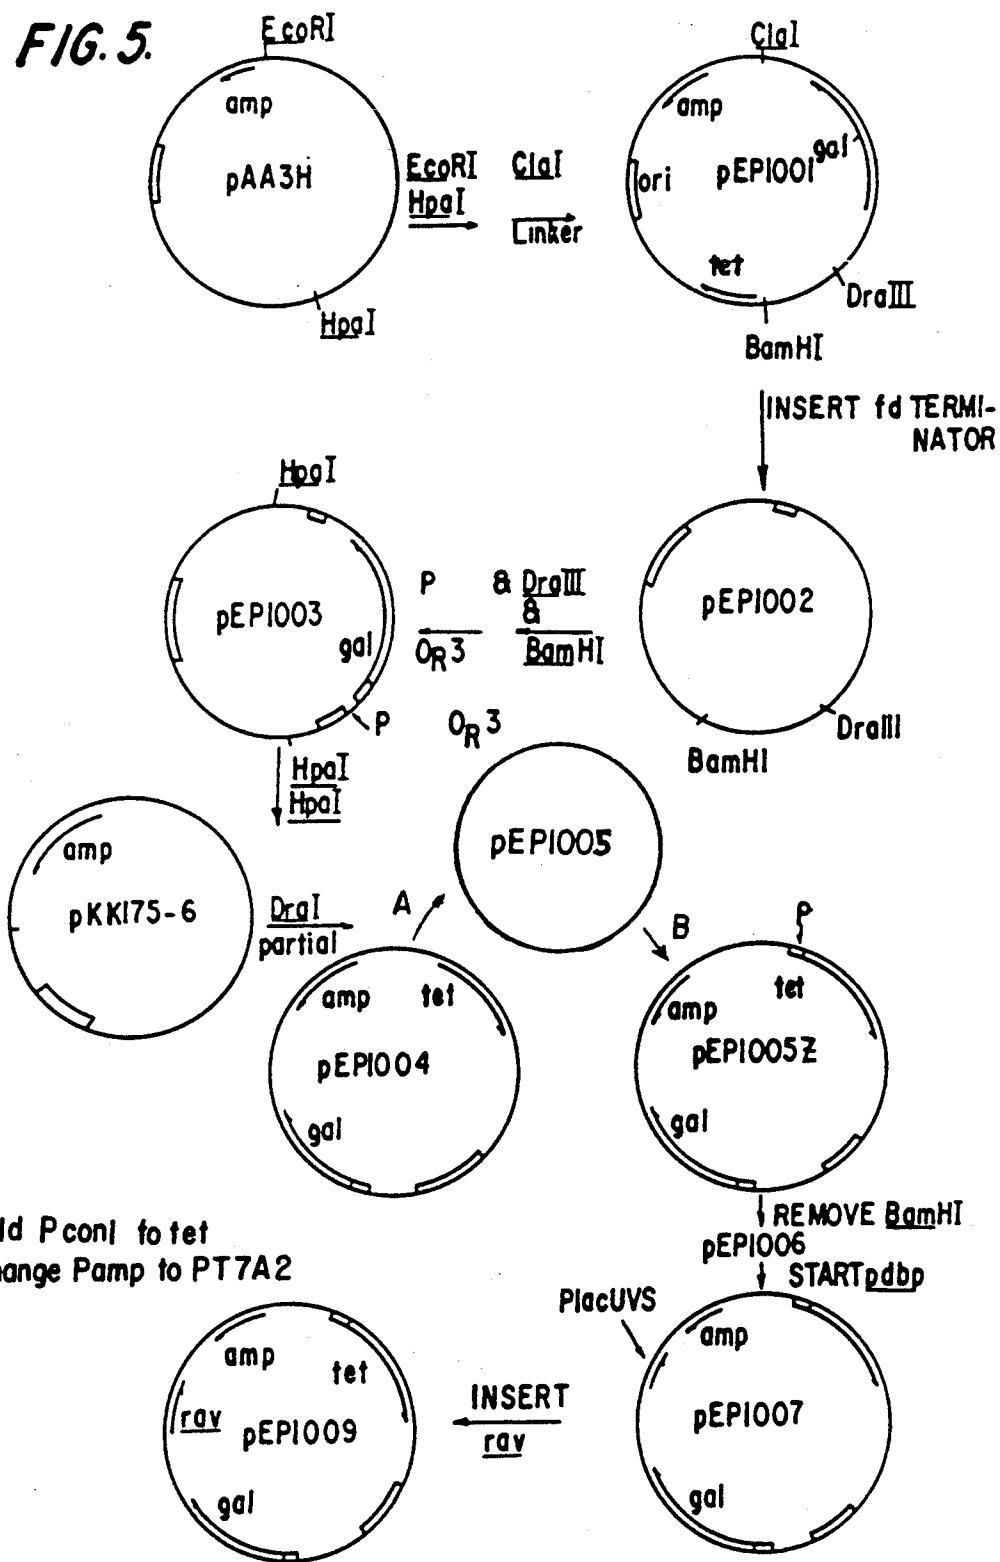 FIG. 5.
EcoRI
amp
pAA3H
HpaI
EcoRI
HpaI
ClaI
Linker
ClaI
amp
gal
ori
pEP1001
tet
DraIII
BamHI
INSERT fd TERMI-
NATOR
pEP1002
BamHI
DraIII
P & DraIII
&
OR3 BamHI
HpaI
pEP1003
gal
P OR3
HpaI
HpaI
amp
pKK175-6
DraI
partial
A
pEP1005
B
amp
tet
pEP1004
gal
P
amp
tet
pEP1005Z
gal
REMOVE BamHI
pEP1006
START pdbp
ld Pconl fo tet
ange Pamp to PT7A2
PlacUVS
amp
pEP1007
gal
INSERT
rav
amp
tet
rav
pEP1009
gal